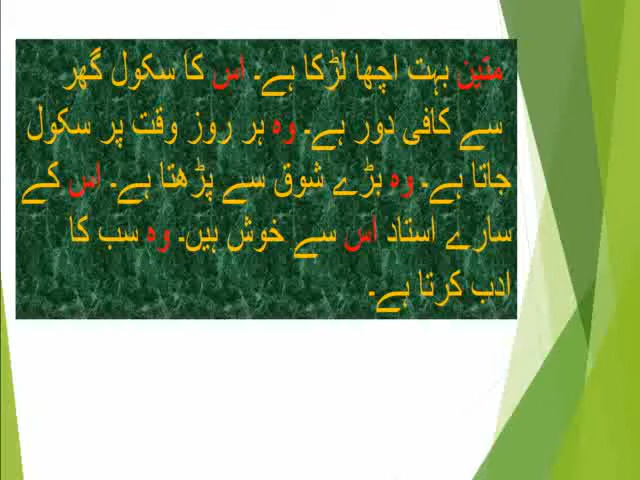 متین بہت اچھا لڑکا ہے۔ اس کا سکول گھر
سے کافی دور ہے۔ وہ ہر روز وقت پر سکول
جاتا ہے۔ وہ بڑے شوق سے پڑھتا ہے۔ اس کے
سارے استاد اس سے خوش ہیں۔ وہ سب کا
ادب کرتا ہے۔